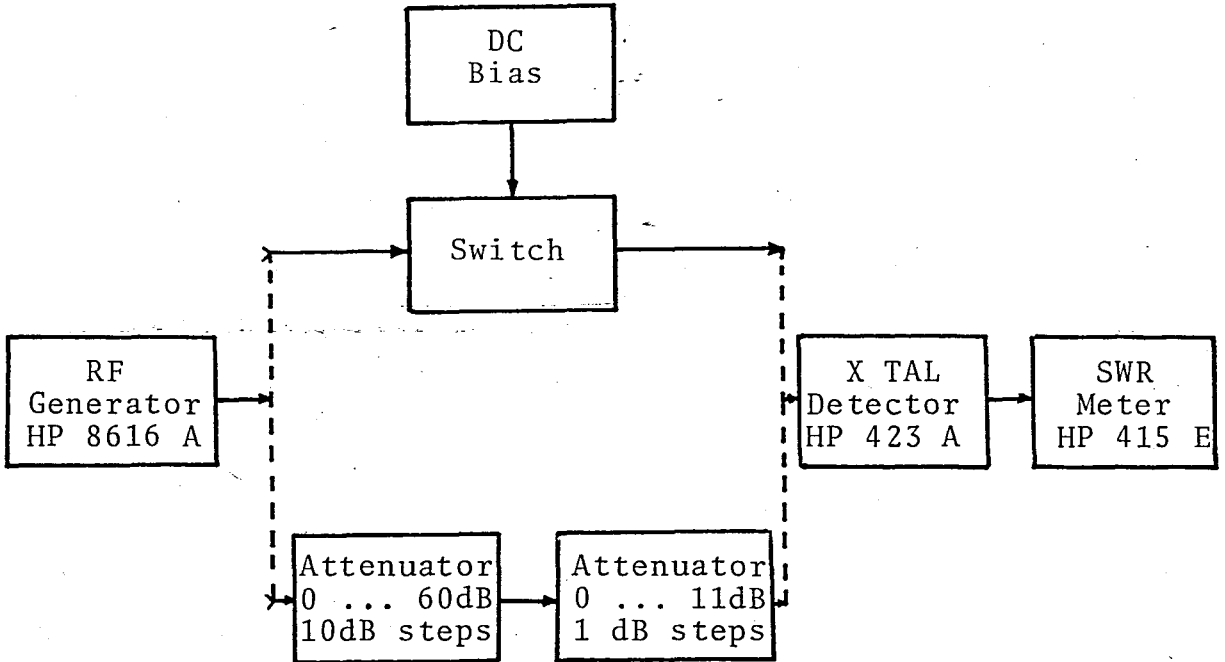 DC
Bias
Switch
RF
Generator
HP 8616 A
X TAL
Detector
HP 423 A
SWR
Meter
HP 415 E
Attenuator
0 ... 60dB
10dB steps
Attenuator
0 ... 11dB
1 dB steps